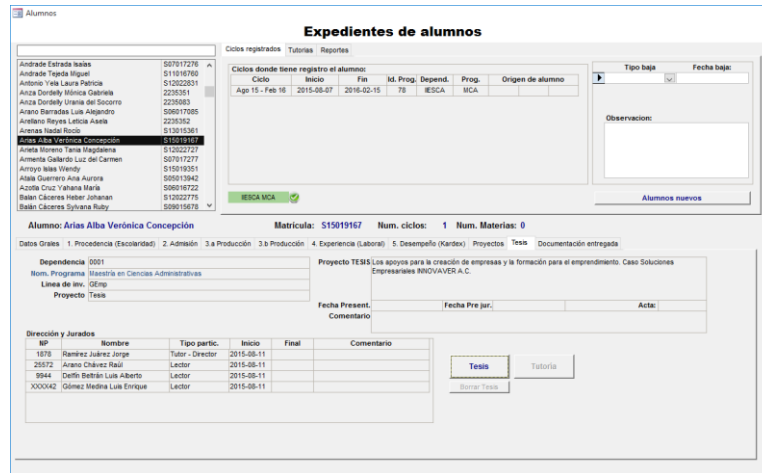 Alumnos
Expedientes de alumnos
Andrade Estrada Isaías S07017276
Andrade Tejeda Miguel S11016760
Antonio Yela Laura Patricia S12022831
Anza Dordelly Mónica Gabriela 2235351
Anza Dordelly Urania del Socorro 2235083
Arano Barradas Luis Alejandro S06017085
Arellano Reyes Leticia Asela 2235352
Arenas Nadal Rocío S13015361
Arias Alba Verónica Concepción S15019167
Arieta Moreno Tania Magdalena S12022727
Armenta Gallardo Luz del Carmen S07017277
Arroyo Islas Wendy S15019351
Atala Guerrero Ana Aurora S05013942
Azotla Cruz Yahana María S06016722
Balan Cáceres Heber Johanan S12022775
Balán Cáceres Sylvana Ruby S09015678
Ciclos registrados Tutorias Reportes
Ciclos donde tiene registro el alumno:
Ciclo Inicio Fin Id. Prog. Depend. Prog. Origen de alumno
Ago 15 - Feb 16 2015-08-07 2016-02-15 78 IIESCA MCA
IIESCA MCA
Tipo baja Fecha baja:
Observacion:
Alumnos nuevos
Alumno: Arias Alba Verónica Concepción Matrícula: S15019167 Num. ciclos: 1 Num. Materias: 0
Datos Grales 1. Procedencia (Escolaridad) 2. Admisión 3.a Producción 3.b Producción 4. Experiencia (Laboral) 5. Desempeño (Kardex) Proyectos Tesis Documentación entregada
Dependencia 0001
Nom. Programa Maestría en Ciencias Administrativas
Linea de inv. GEmp
Proyecto Tesis
Proyecto TESIS Los apoyos para la creación de empresas y la formación para el emprendimiento. Caso Soluciones
Empresariales INNOVAVER A.C.
Fecha Present. Fecha Pre jur. Acta:
Comentario
Dirección y Jurados
NP Nombre Tipo partic. Inicio Final Comentario
1878 Ramírez Juárez Jorge Tutor - Director 2015-08-11
25572 Arano Chávez Raúl Lector 2015-08-11
9944 Delfín Beltrán Luis Alberto Lector 2015-08-11
XXXX42 Gómez Medina Luis Enrique Lector 2015-08-11
Tesis Tutoría
Borrar Tesis